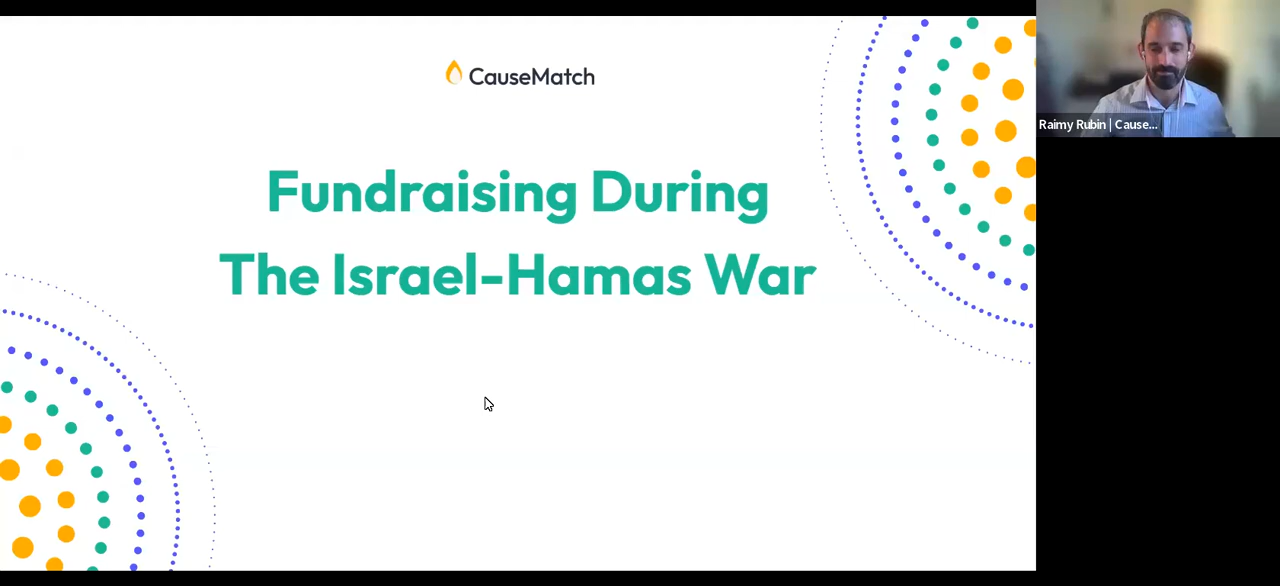 CauseMatch
Fundraising During
The Israel-Hamas War
Raimy Rubin | Cause...